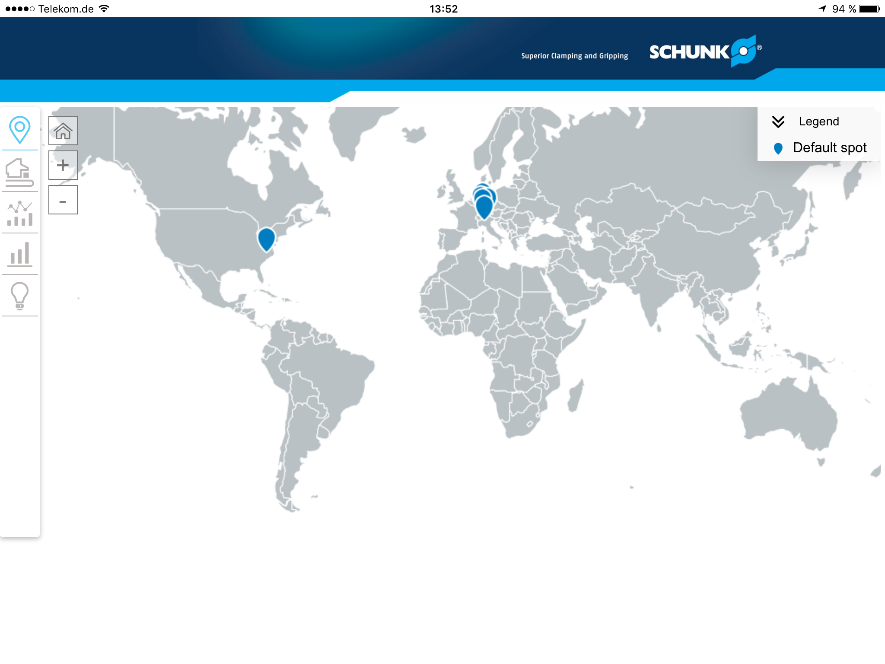 Telekom.de
13:52
94 %
Superior Clamping and Gripping
SCHUNK®
Legend
Default spot
+
-